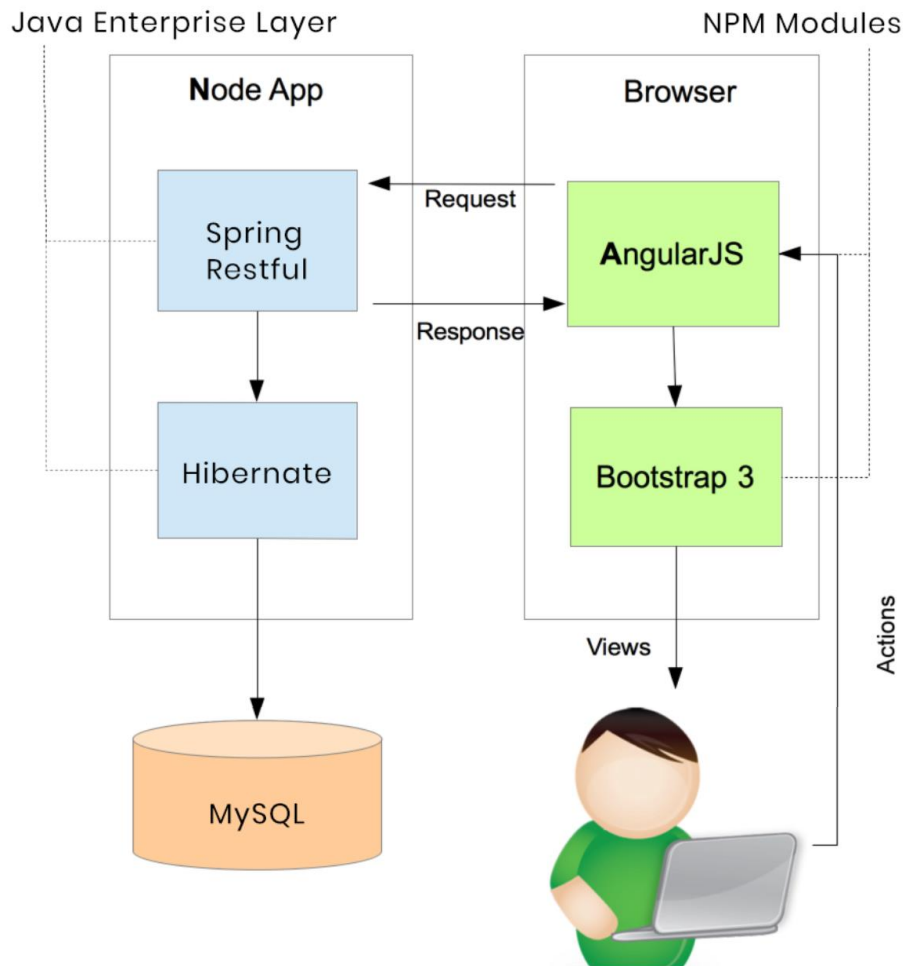 Java Enterprise Layer
NPM Modules
Node App
Browser
Request
Spring
Restful
AngularJS
Response
Hibernate
Bootstrap 3
Views
Actions
MySQL